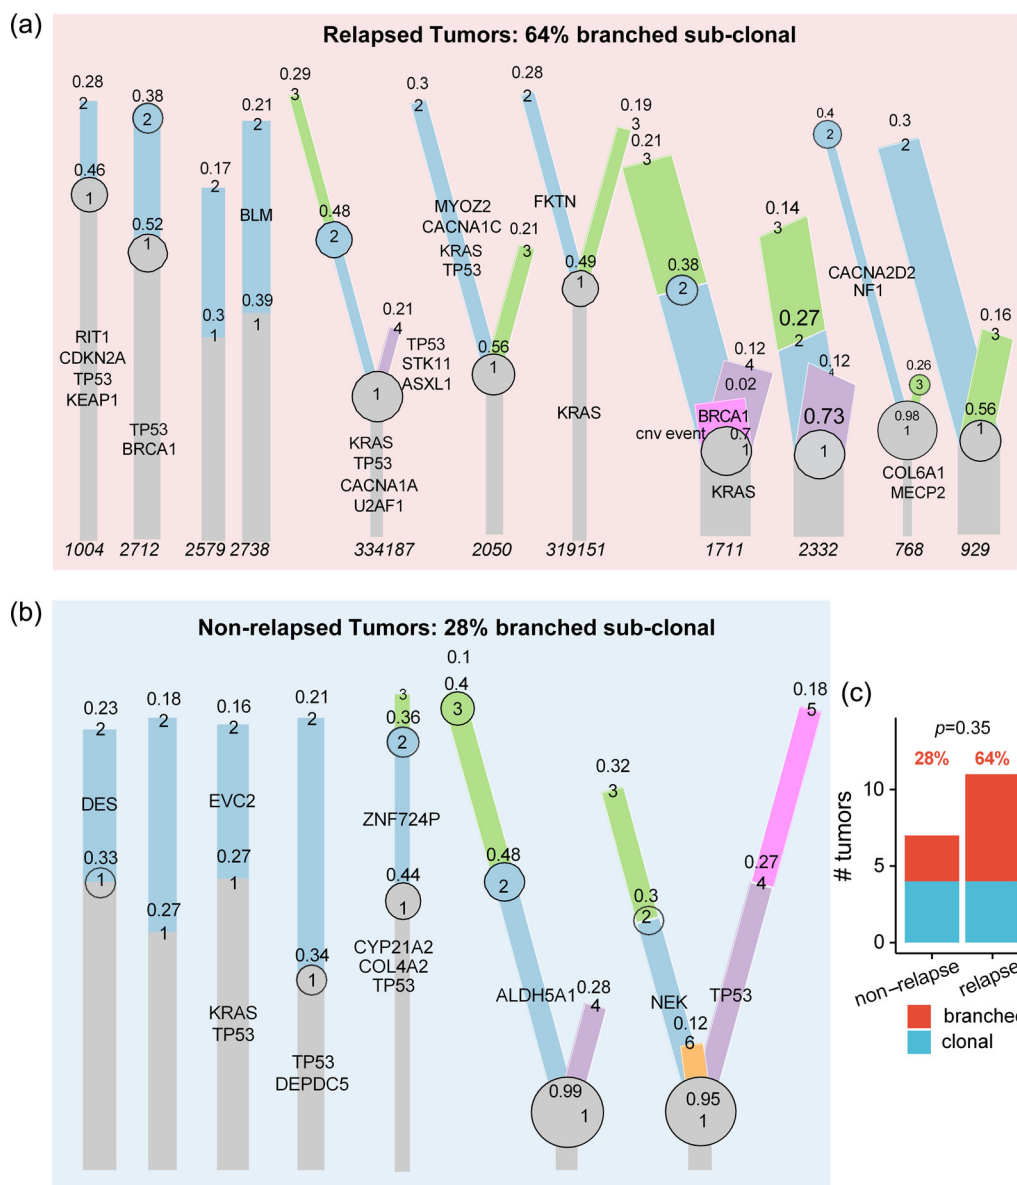 (a)
Relapsed Tumors: 64% branched sub-clonal
0.28
2
0.46
1
RIT1
CDKN2A
TP53
KEAP1
1004
0.38
2
0.52
1
TP53
BRCA1
2712
0.17
2
0.3
1
2579
0.21
2
BLM
0.39
1
2738
0.29
3
0.48
2
0.21
4
TP53
STK11
ASXL1
1
KRAS
TP53
CACNA1A
U2AF1
334187
0.3
2
MYOZ2
CACNA1C
KRAS
TP53
0.21
3
0.56
1
2050
0.28
2
FKTN
0.19
3
0.49
1
KRAS
319151
0.21
3
0.38
2
0.12
4
0.02
BRCA1
cnv event
0.7
1
KRAS
1711
0.14
3
0.27
2
0.12
4
0.73
1
2332
0.4
2
CACNA2D2
NF1
0.26
3
0.98
1
COL6A1
MECP2
768
0.3
2
0.16
3
0.56
1
929
(b)
Non-relapsed Tumors: 28% branched sub-clonal
0.23
2
DES
0.33
1
0.18
2
0.27
1
0.16
2
EVC2
0.27
1
KRAS
TP53
0.21
2
0.34
1
TP53
DEPDC5
3
0.36
2
ZNF724P
0.44
1
CYP21A2
COL4A2
TP53
0.1
0.4
3
0.48
2
ALDH5A1
0.28
4
0.99
1
0.32
3
0.3
2
NEK
0.12
6
0.18
5
0.27
4
TP53
0.95
1
(c)
p=0.35
28%
64%
# tumors
10
5
0
non-relapse
relapse
branched
clonal